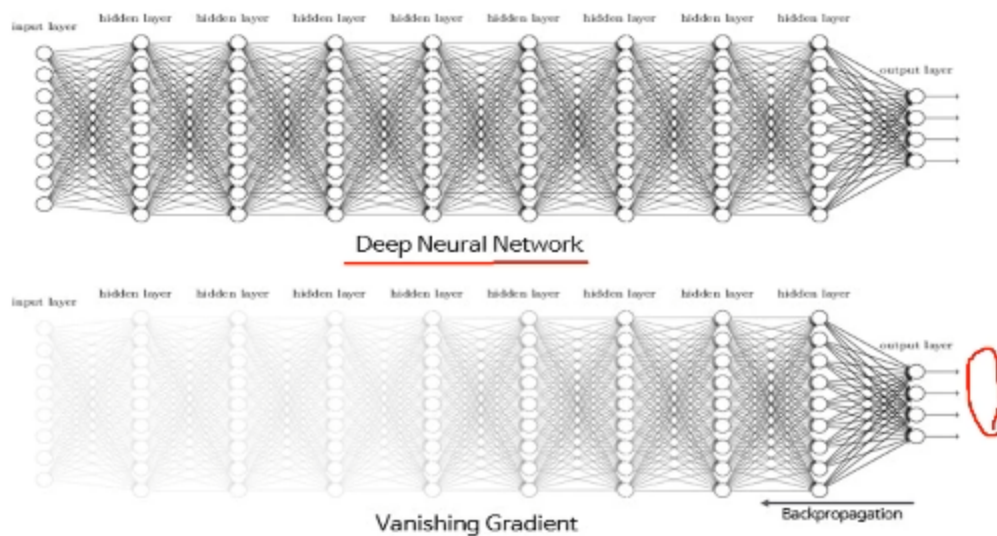 hidden layer hidden layer hidden layer hidden layer hidden layer hidden layer hidden layer hidden layer
input layer
output layer
Deep Neural Network
hidden layer hidden layer hidden layer hidden layer hidden layer hidden layer hidden layer hidden layer
input layer
output layer
Backpropagation
Vanishing Gradient